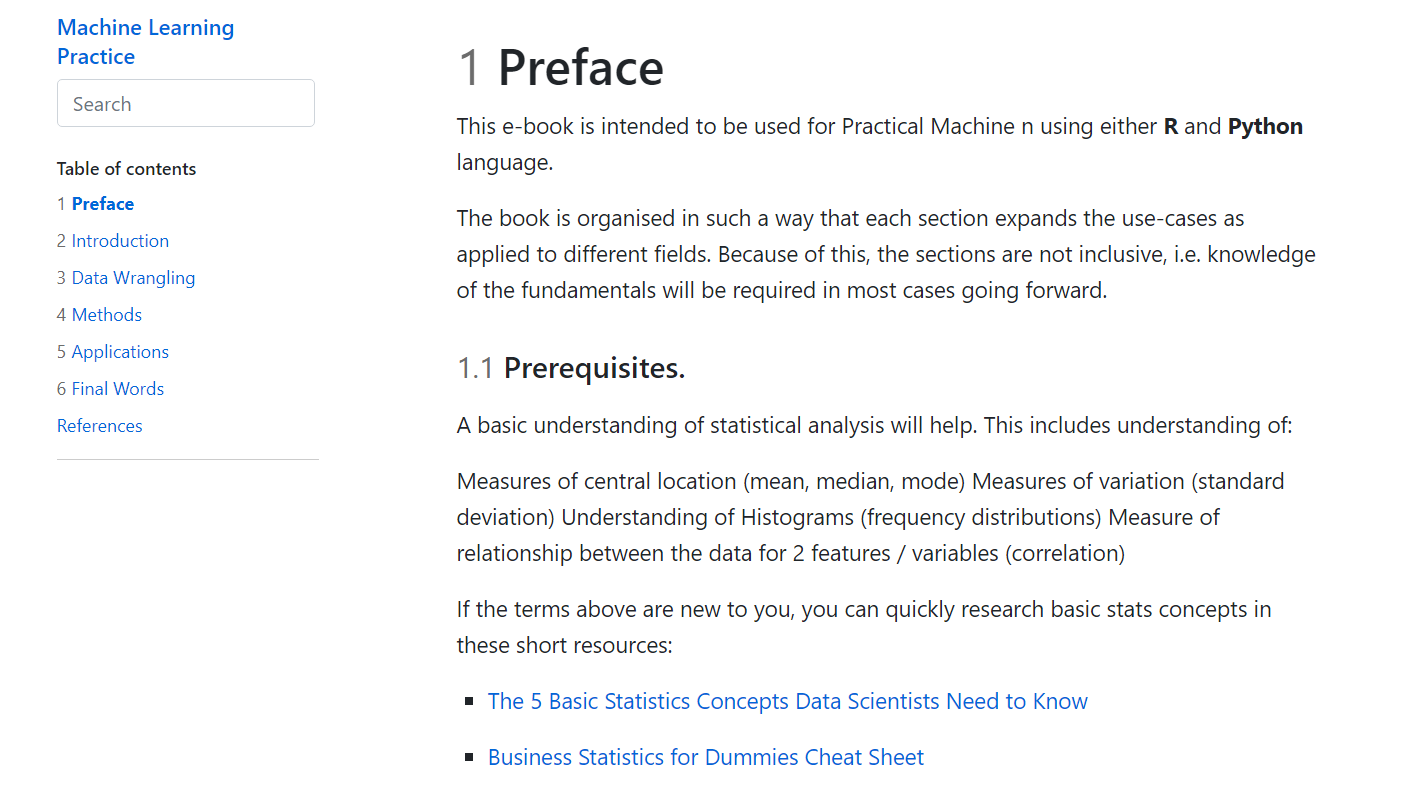 Machine Learning
Practice
Search
Table of contents
1 Preface
2 Introduction
3 Data Wrangling
4 Methods
5 Applications
6 Final Words
References
1 Preface
This e-book is intended to be used for Practical Machine n using either R and Python
language.
The book is organised in such a way that each section expands the use-cases as
applied to different fields. Because of this, the sections are not inclusive, i.e. knowledge
of the fundamentals will be required in most cases going forward.
1.1 Prerequisites.
A basic understanding of statistical analysis will help. This includes understanding of:
Measures of central location (mean, median, mode) Measures of variation (standard
deviation) Understanding of Histograms (frequency distributions) Measure of
relationship between the data for 2 features / variables (correlation)
If the terms above are new to you, you can quickly research basic stats concepts in
these short resources:
▪ The 5 Basic Statistics Concepts Data Scientists Need to Know
▪ Business Statistics for Dummies Cheat Sheet